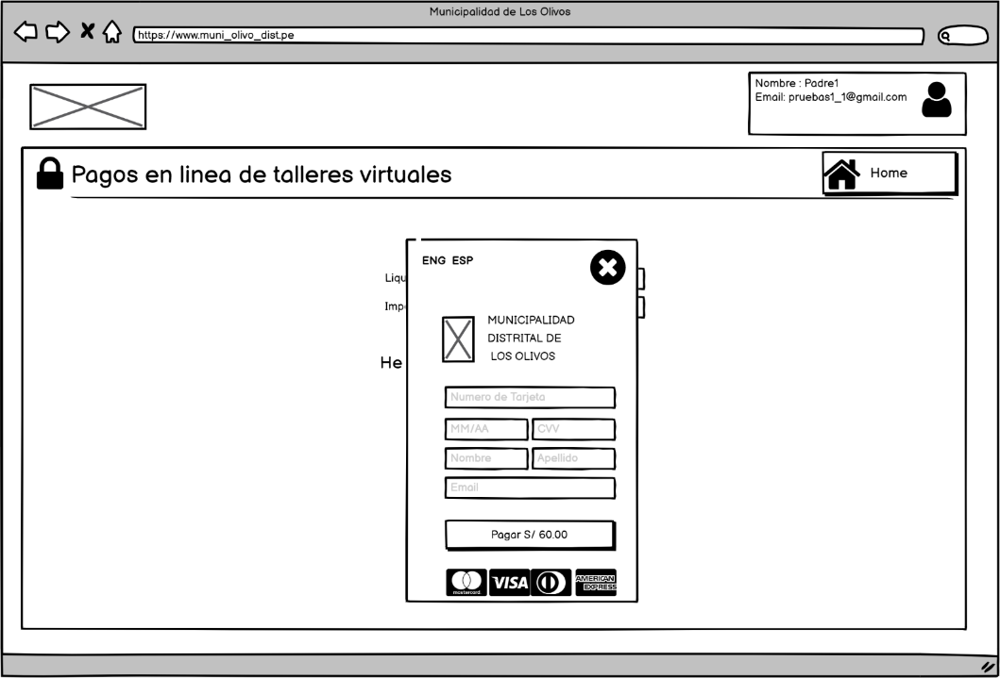 Municipalidad de Los Olivos
https://www.muni_olivo_dist.pe
Nombre : Padre1
Email: pruebas1_1@gmail.com
Pagos en linea de talleres virtuales
Home
ENG ESP
Liqu
Imp
He
MUNICIPALIDAD
DISTRITAL DE
LOS OLIVOS
Numero de Tarjeta
MM/AA CVV
Nombre Apellido
Email
Pagar S/ 60.00
mastercard VISA AMERICAN EXPRESS